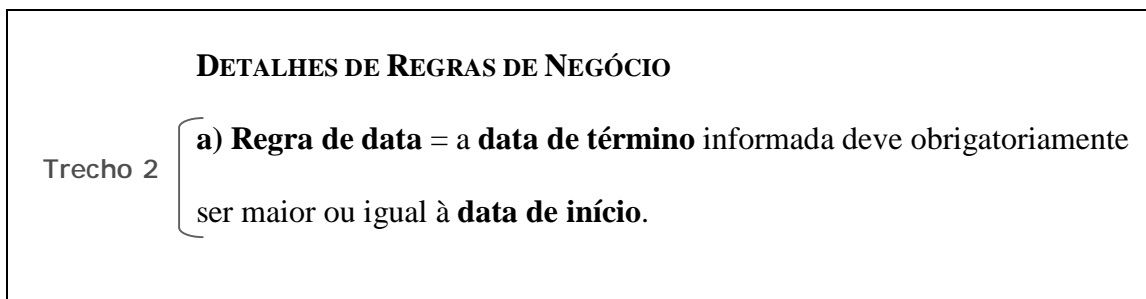 DETALHES DE REGRAS DE NEGÓCIO
Trecho 2
a) Regra de data = a data de término informada deve obrigatoriamente
ser maior ou igual à data de início.